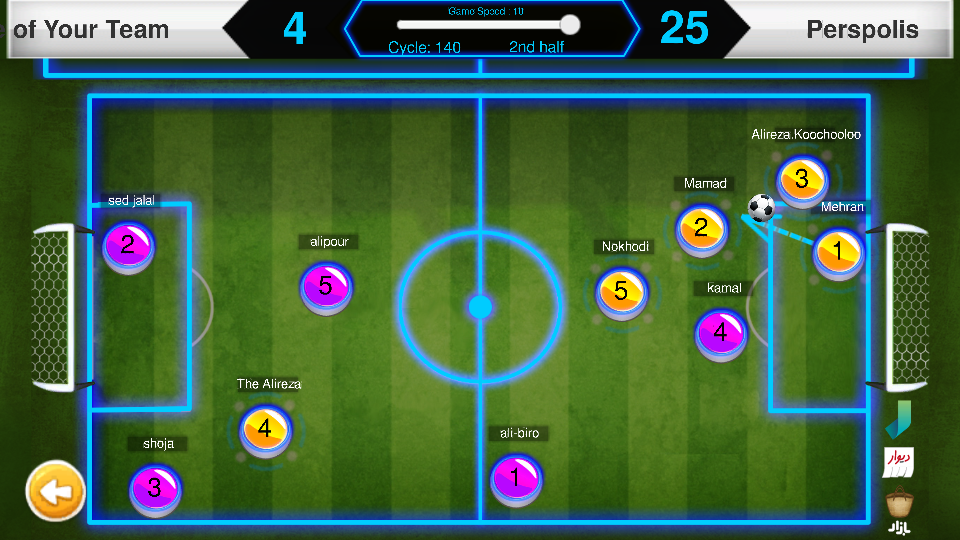 of Your Team
4
Game Speed : 10
Cycle: 140
2nd half
25
Perspolis
Alireza.Koochooloo
3
Mamad
2
sed jalal
2
Mehran
1
alipour
5
Nokhodi
5
kamal
4
The Alireza
4
shoja
3
ali-biro
1
دیوار
بازار